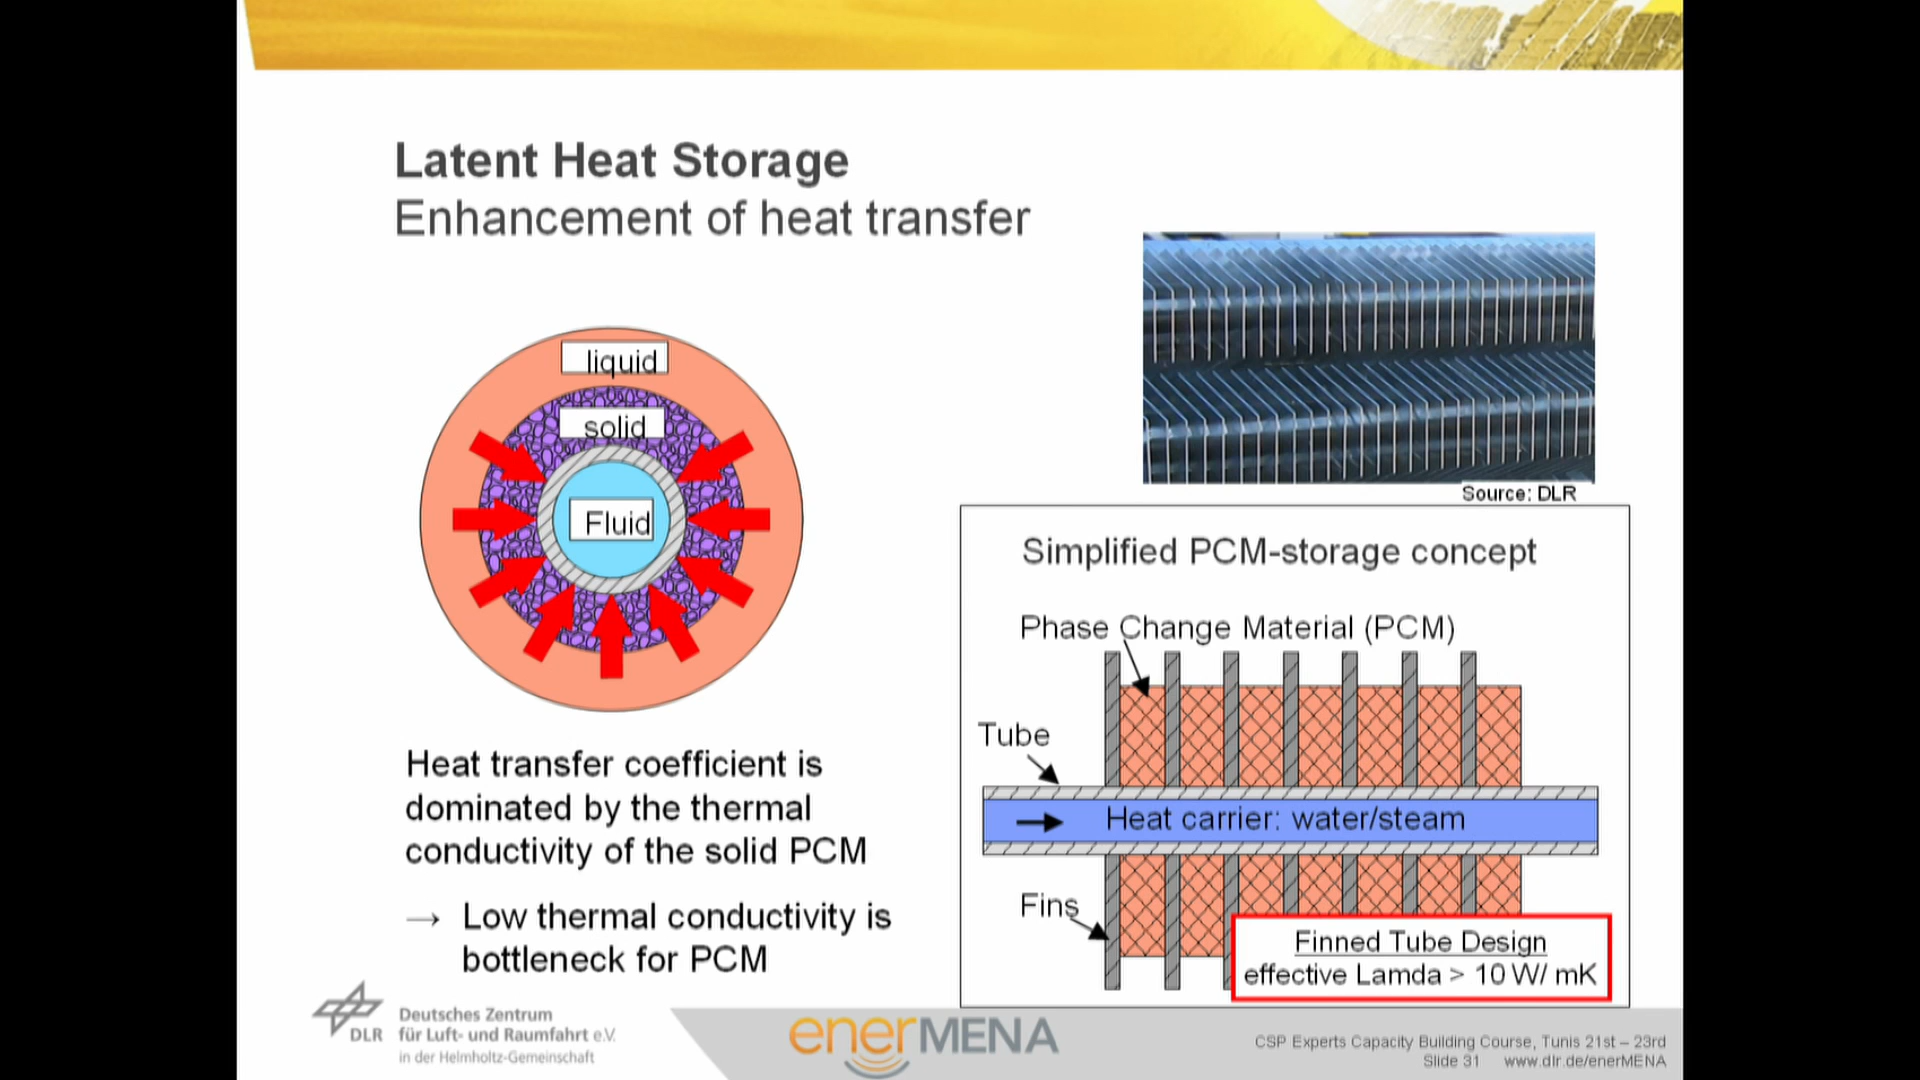 Latent Heat Storage
Enhancement of heat transfer
liquid
solid
Fluid
Heat transfer coefficient is
dominated by the thermal
conductivity of the solid PCM
→ Low thermal conductivity is
bottleneck for PCM
Source: DLR
Simplified PCM-storage concept
Phase Change Material (PCM)
Tube
Heat carrier: water/steam
Fins
Finned Tube Design
effective Lamda > 10 W/ mK
DLR
Deutsches Zentrum
für Luft- und Raumfahrt e.V.
in der Helmholtz-Gemeinschaft
enerMENA
CSP Experts Capacity Building Course, Tunis 21st – 23rd
Slide 31 www.dlr.de/enerMENA